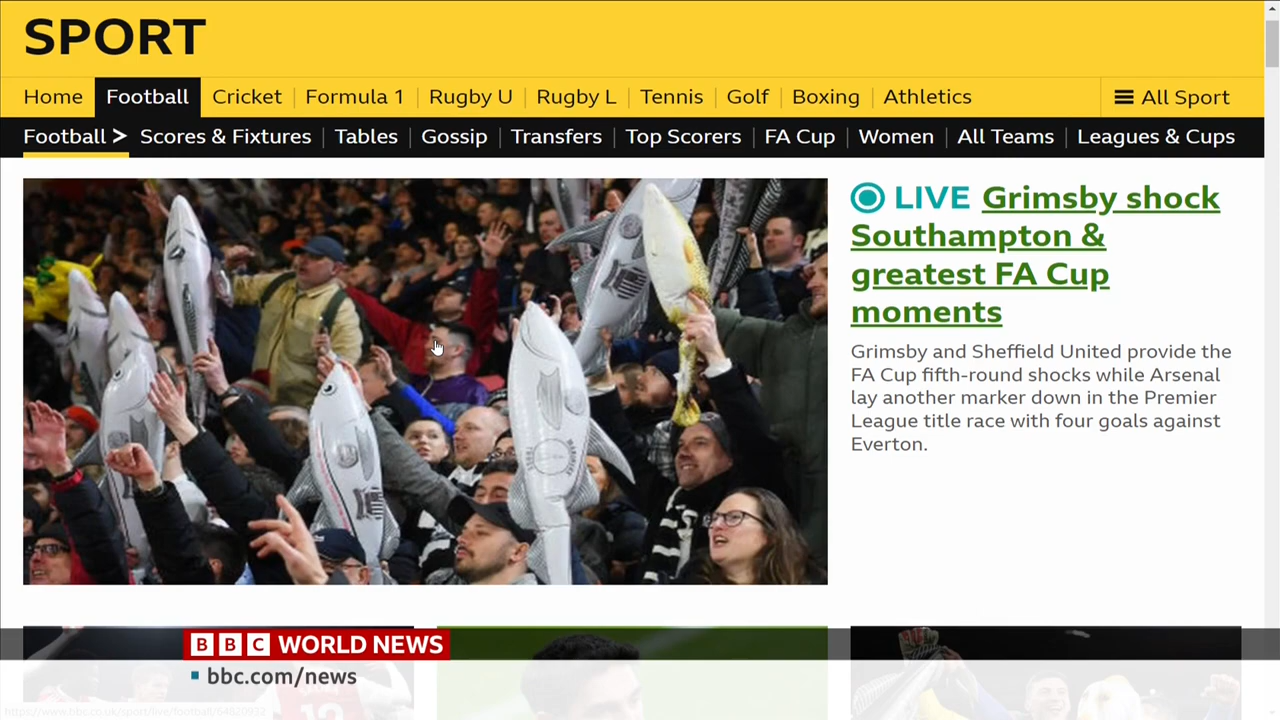 SPORT
Home Football Cricket Formula 1 Rugby U Rugby L Tennis Golf Boxing Athletics All Sport
Football > Scores & Fixtures Tables Gossip Transfers Top Scorers FA Cup Women All Teams Leagues & Cups
LIVE Grimsby shock
Southampton &
greatest FA Cup
moments
Grimsby and Sheffield United provide the
FA Cup fifth-round shocks while Arsenal
lay another marker down in the Premier
League title race with four goals against
Everton.
BBC WORLD NEWS
bbc.com/news